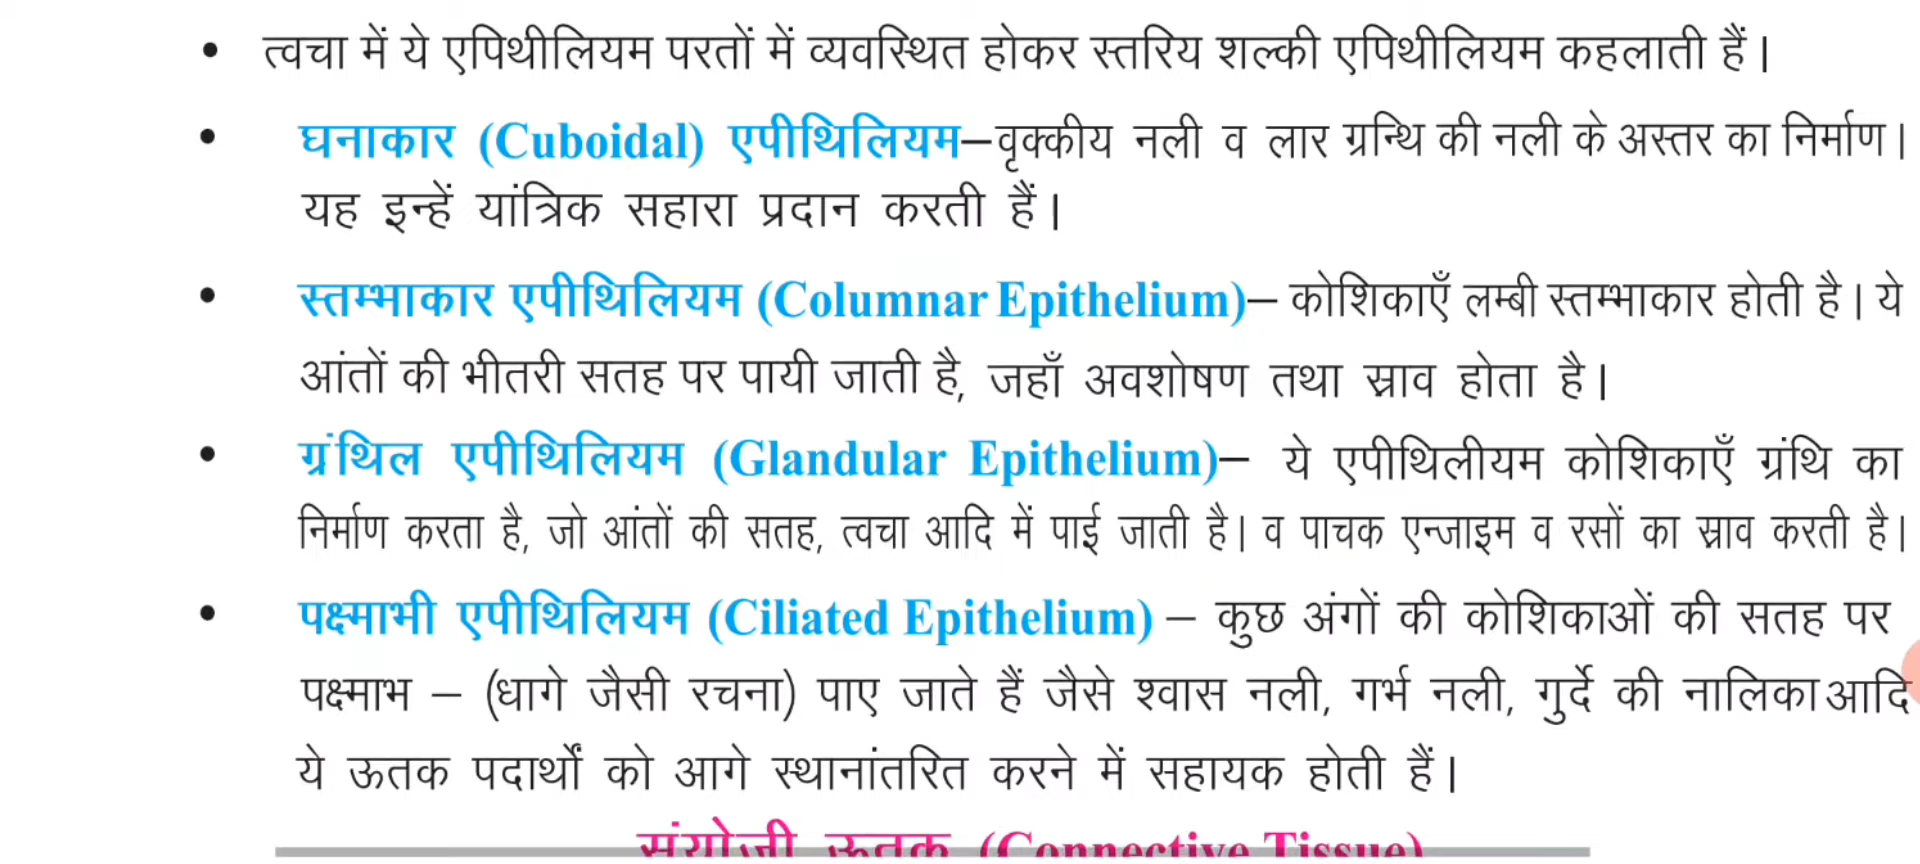 • त्वचा में ये एपिथीलियम परतों में व्यवस्थित होकर स्तरिय शल्की एपिथीलियम कहलाती हैं।
• घनाकार (Cuboidal) एपीथिलियम–वृक्कीय नली व लार ग्रन्थि की नली के अस्तर का निर्माण।
यह इन्हें यांत्रिक सहारा प्रदान करती हैं।
• स्तम्भाकार एपीथिलियम (Columnar Epithelium)– कोशिकाएँ लम्बी स्तम्भाकार होती है। ये
आंतों की भीतरी सतह पर पायी जाती है, जहाँ अवशोषण तथा स्राव होता है।
• ग्रंथिल एपीथिलियम (Glandular Epithelium)– ये एपीथिलीयम कोशिकाएँ ग्रंथि का
निर्माण करता है, जो आंतों की सतह, त्वचा आदि में पाई जाती है। व पाचक एन्जाइम व रसों का स्राव करती है।
• पक्ष्माभी एपीथिलियम (Ciliated Epithelium) – कुछ अंगों की कोशिकाओं की सतह पर
पक्ष्माभ – (धागे जैसी रचना) पाए जाते हैं जैसे श्वास नली, गर्भ नली, गुर्दे की नालिका आदि
ये ऊतक पदार्थों को आगे स्थानांतरित करने में सहायक होती हैं।
संयोजी ऊतक (Connective Tissue)